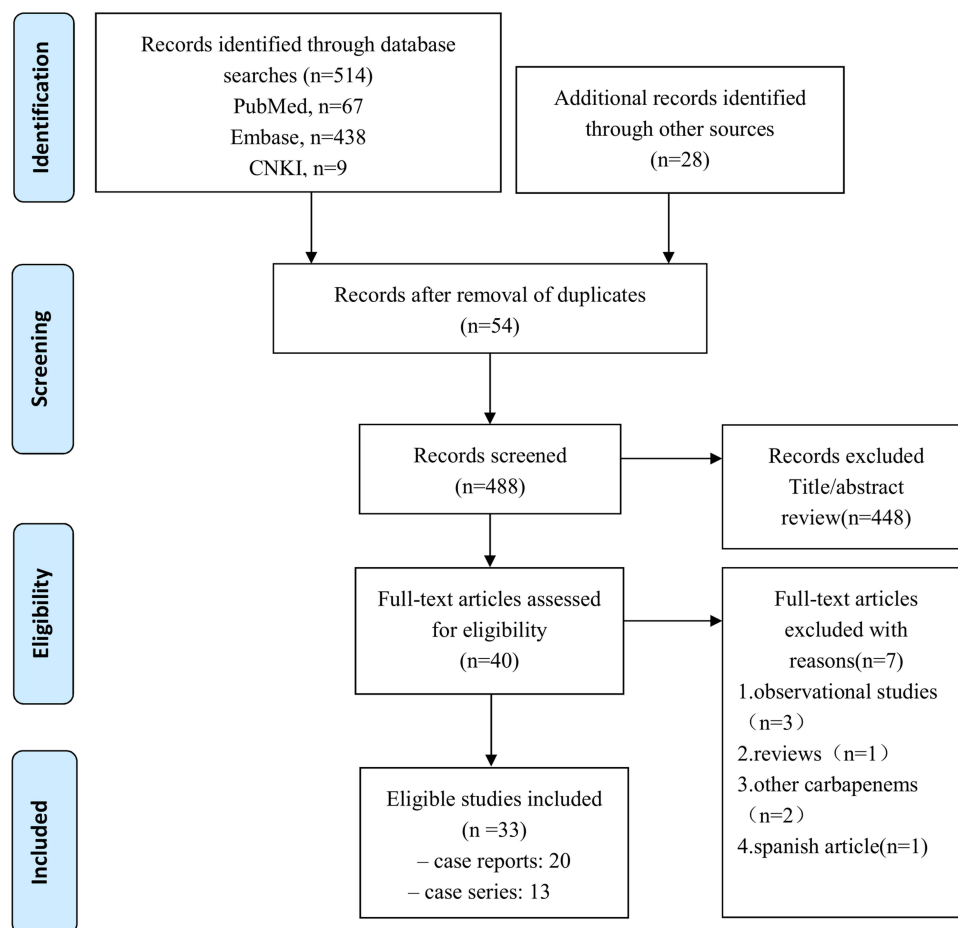 Identification
Records identified through database
searches (n=514)
PubMed, n=67
Embase, n=438
CNKI, n=9
Additional records identified
through other sources
(n=28)
Screening
Records after removal of duplicates
(n=54)
Records screened
(n=488)
Records excluded
Title/abstract
review(n=448)
Eligibility
Full-text articles assessed
for eligibility
(n=40)
Full-text articles
excluded with
reasons(n=7)
1.observational studies
（n=3）
2.reviews（n=1）
3.other carbapenems
（n=2）
4.spanish article(n=1)
Included
Eligible studies included
(n =33)
– case reports: 20
– case series: 13